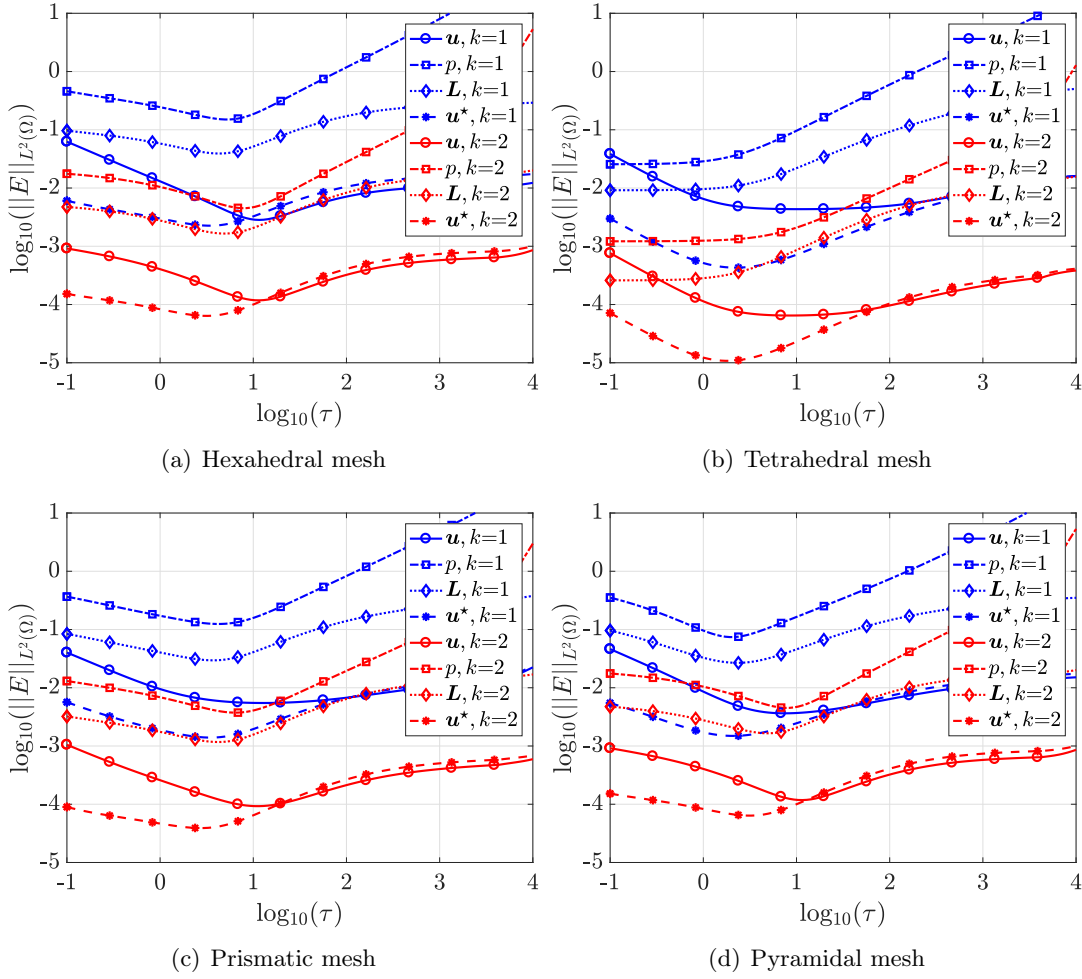 1
0
-1
-2
-3
-4
-5
log₁₀(||E||_{L²(Ω)})
-1 0 1 2 3 4
log₁₀(τ)
u, k=1
p, k=1
L, k=1
u⋆, k=1
u, k=2
p, k=2
L, k=2
u⋆, k=2
(a) Hexahedral mesh
1
0
-1
-2
-3
-4
-5
log₁₀(||E||_{L²(Ω)})
-1 0 1 2 3 4
log₁₀(τ)
u, k=1
p, k=1
L, k=1
u⋆, k=1
u, k=2
p, k=2
L, k=2
u⋆, k=2
(b) Tetrahedral mesh
1
0
-1
-2
-3
-4
-5
log₁₀(||E||_{L²(Ω)})
-1 0 1 2 3 4
log₁₀(τ)
u, k=1
p, k=1
L, k=1
u⋆, k=1
u, k=2
p, k=2
L, k=2
u⋆, k=2
(c) Prismatic mesh
1
0
-1
-2
-3
-4
-5
log₁₀(||E||_{L²(Ω)})
-1 0 1 2 3 4
log₁₀(τ)
u, k=1
p, k=1
L, k=1
u⋆, k=1
u, k=2
p, k=2
L, k=2
u⋆, k=2
(d) Pyramidal mesh